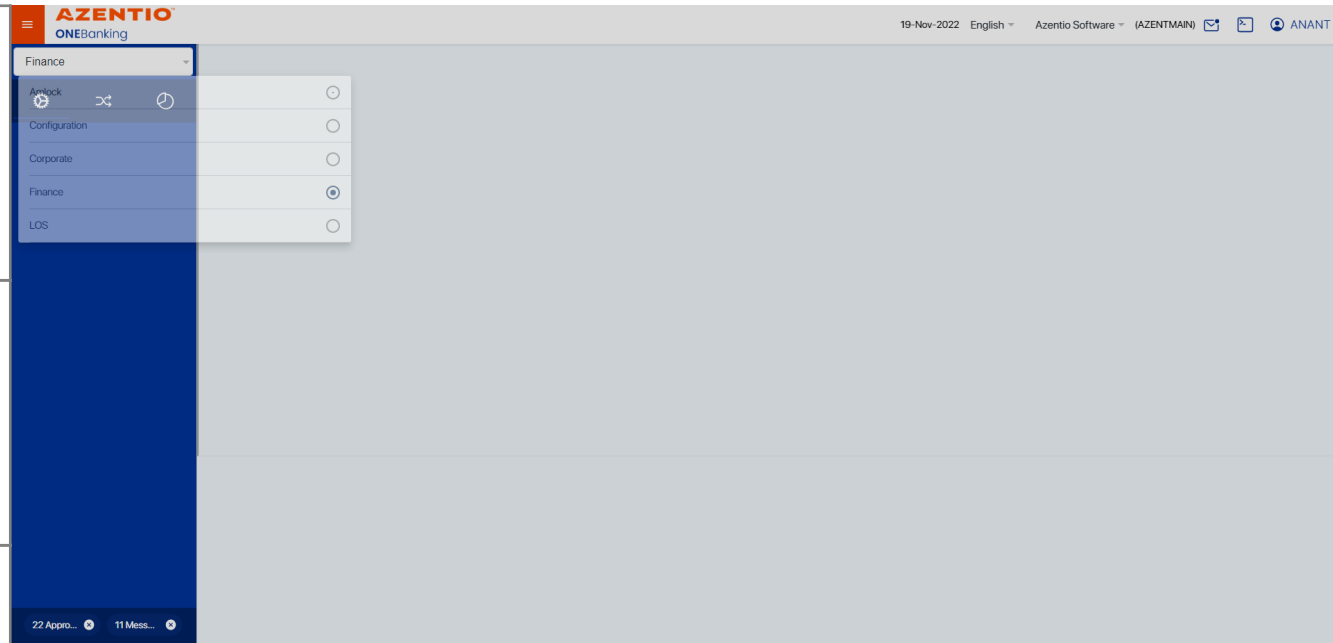 AZENTIO™
ONEBanking
19-Nov-2022 English Azentio Software (AZENTMAIN) ANANT
Finance
Amlock
Configuration
Corporate
Finance
LOS
22 Appro... 11 Mess...